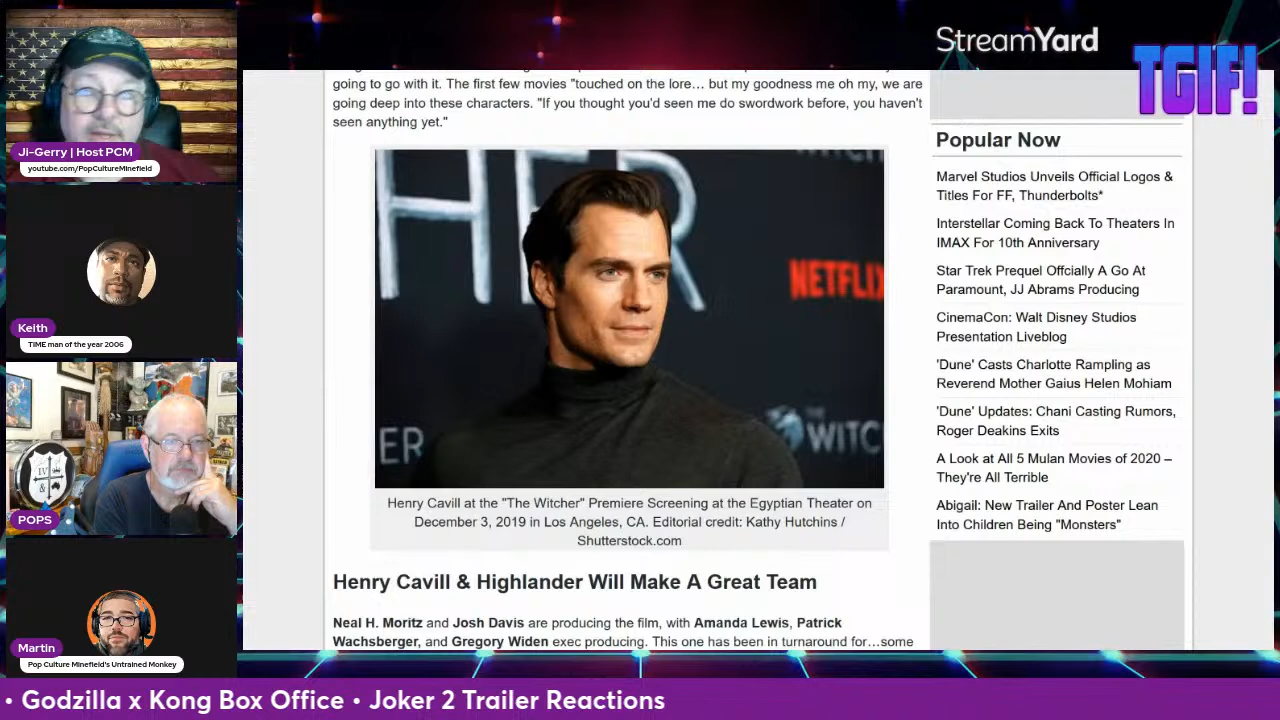 StreamYard
TGIF!
JI-Gerry | Host PCM
youtube.com/PopCultureMinefield
Keith
TIME man of the year 2006
IV
&
POPS
Martin
Pop Culture Minefield's Untrained Monkey
going to go with it. The first few movies "touched on the lore… but my goodness me oh my, we are
going deep into these characters. "If you thought you'd seen me do swordwork before, you haven't
seen anything yet."
HER
NETFLIX
ER
THE
WITC
Henry Cavill at the "The Witcher" Premiere Screening at the Egyptian Theater on
December 3, 2019 in Los Angeles, CA. Editorial credit: Kathy Hutchins /
Shutterstock.com
Henry Cavill & Highlander Will Make A Great Team
Neal H. Moritz and Josh Davis are producing the film, with Amanda Lewis, Patrick
Wachsberger, and Gregory Widen exec producing. This one has been in turnaround for…some
Popular Now
Marvel Studios Unveils Official Logos &
Titles For FF, Thunderbolts*
Interstellar Coming Back To Theaters In
IMAX For 10th Anniversary
Star Trek Prequel Offcially A Go At
Paramount, JJ Abrams Producing
CinemaCon: Walt Disney Studios
Presentation Liveblog
'Dune' Casts Charlotte Rampling as
Reverend Mother Gaius Helen Mohiam
'Dune' Updates: Chani Casting Rumors,
Roger Deakins Exits
A Look at All 5 Mulan Movies of 2020 –
They're All Terrible
Abigail: New Trailer And Poster Lean
Into Children Being "Monsters"
• Godzilla x Kong Box Office • Joker 2 Trailer Reactions